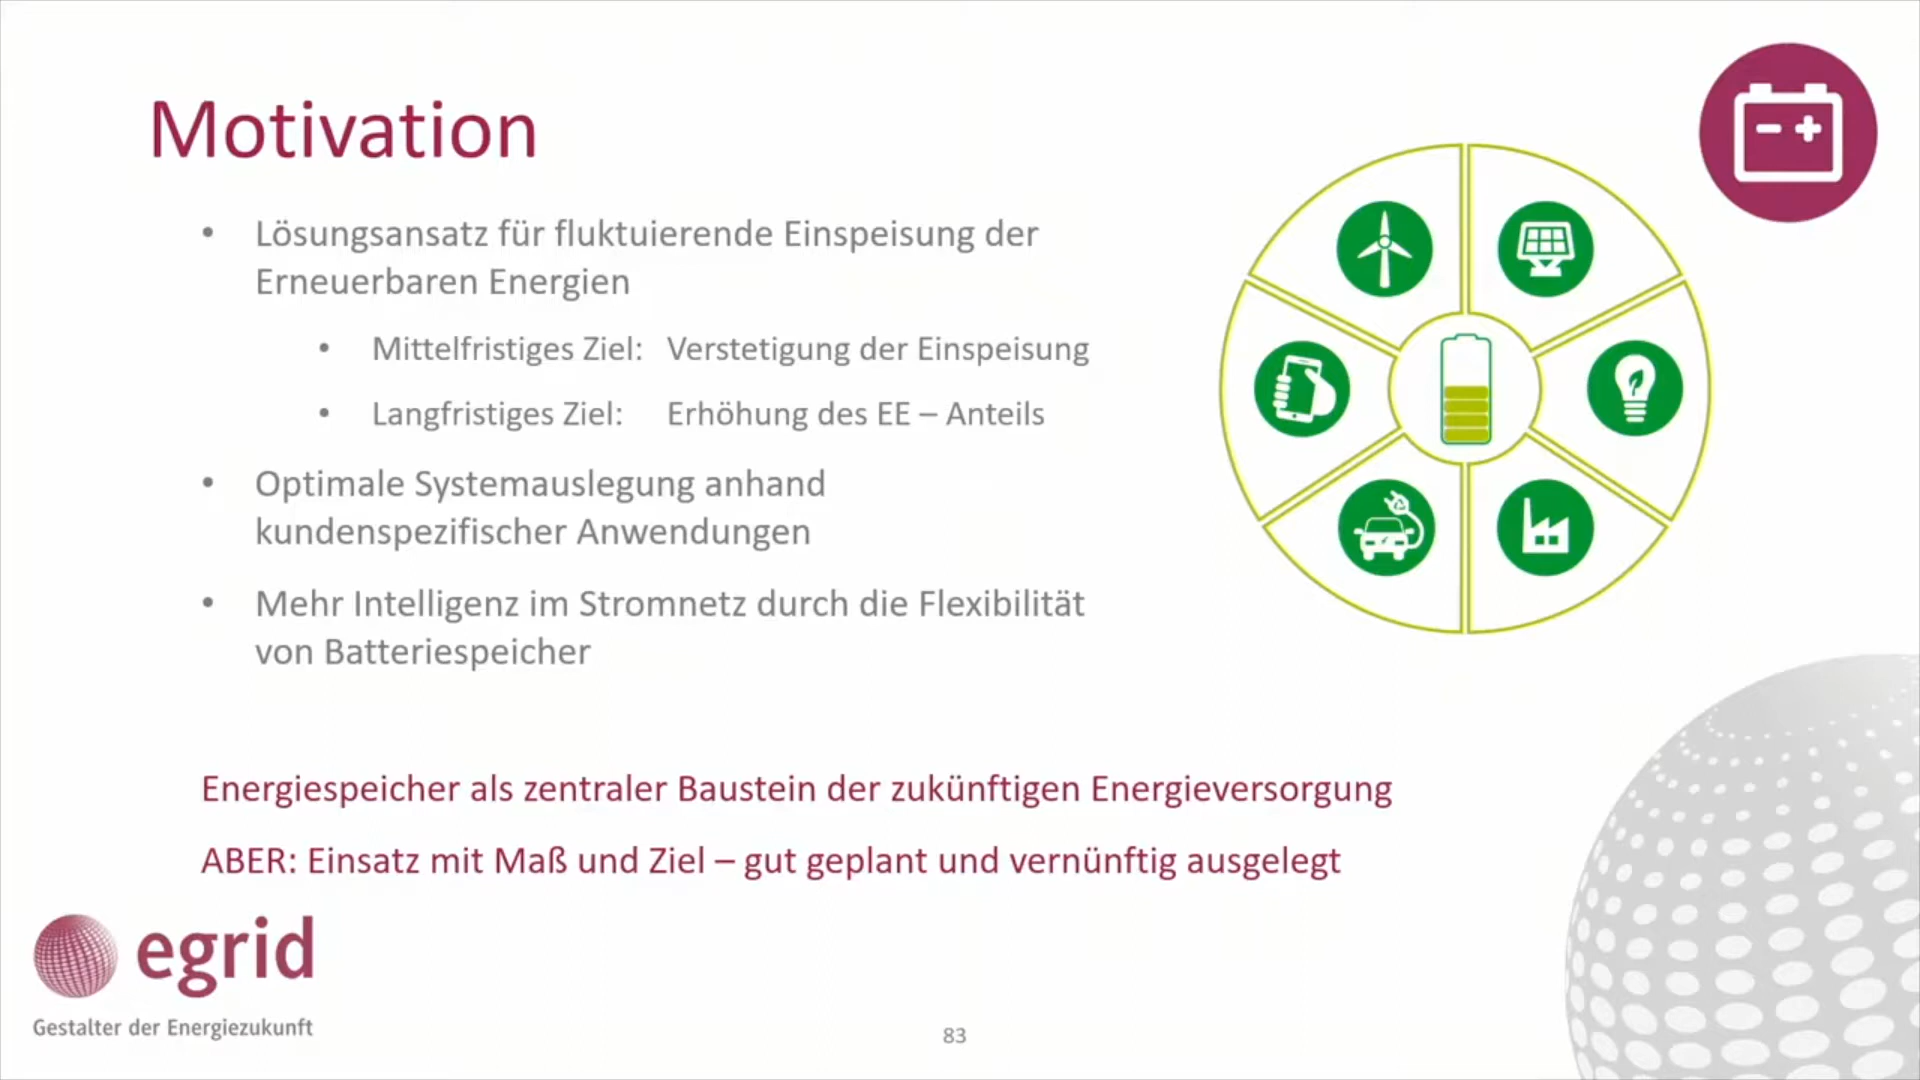 Motivation
• Lösungsansatz für fluktuierende Einspeisung der
Erneuerbaren Energien
• Mittelfristiges Ziel: Verstetigung der Einspeisung
• Langfristiges Ziel: Erhöhung des EE – Anteils
• Optimale Systemauslegung anhand
kundenspezifischer Anwendungen
• Mehr Intelligenz im Stromnetz durch die Flexibilität
von Batteriespeicher
Energiespeicher als zentraler Baustein der zukünftigen Energieversorgung
ABER: Einsatz mit Maß und Ziel – gut geplant und vernünftig ausgelegt
egrid
Gestalter der Energiezukunft
83